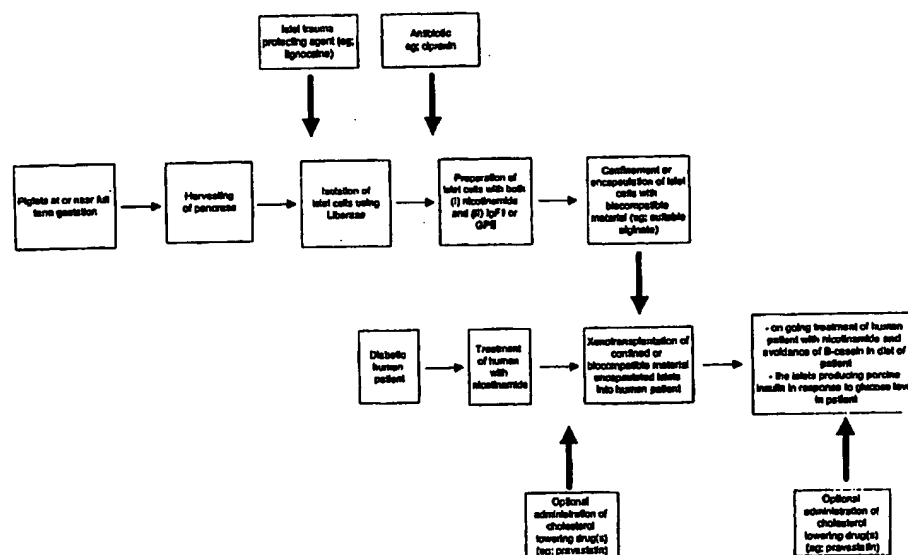 Islet trauma
protecting agent (eg;
lignocaine)
Antibiotic
eg; ciproxin
Piglets at or near full
term gestation
Harvesting
of pancreas
Isolation of
islet cells using
Liberase
Preparation of
islet cells with both
(i) nicotinamide
and (ii) IgF1 or
GPE
Confinement or
encapsulation of islet
cells with
biocompatible
material (eg; suitable
alginate)
Diabetic
human
patient
Treatment
of human
with
nicotinamide
Xenotransplantation of
confined or
biocompatible material
encapsulated islets
into human patient
- on going treatment of human
patient with nicotinamide and
avoidance of B-casein in diet of
patient
- the islets producing porcine
insulin in response to glucose leve
in patient
Optional
administration of
cholesterol
lowering drug(s)
(eg; pravastatin)
Optional
administration of
cholesterol
lowering drug(s)
(eg; pravastatin)